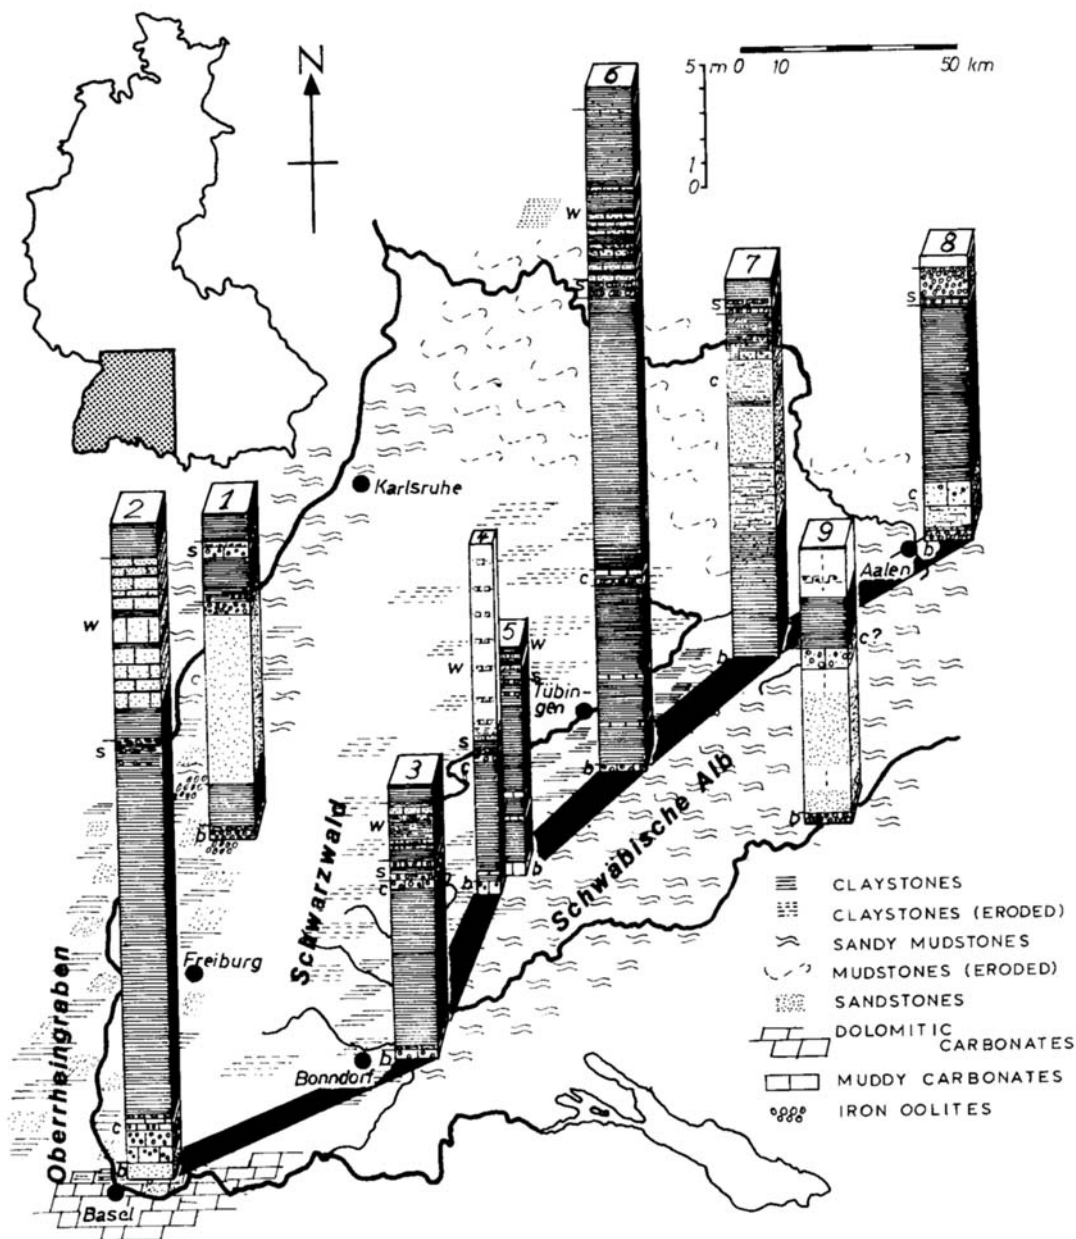 N
5 m 0 10 50 km
1
0
6
w
s
c
b
7
s
c
b
8
s
c
b
Aalen
9
c?
b
Karlsruhe
2
w
s
c
b
1
s
c
b
4
w
s
c
b
5
w
s
b
Tübin-
gen
3
w
s
c
b
Schwarzwald
Schwäbische Alb
Freiburg
Oberrheingraben
Bonndorf
Basel
CLAYSTONES
CLAYSTONES (ERODED)
SANDY MUDSTONES
MUDSTONES (ERODED)
SANDSTONES
DOLOMITIC
CARBONATES
MUDDY CARBONATES
IRON OOLITES